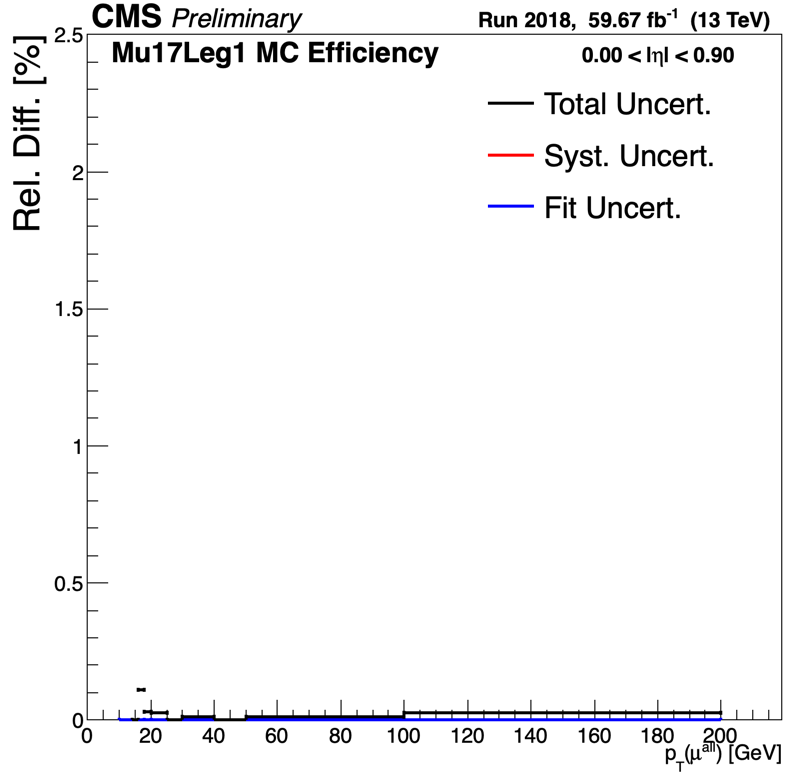 CMS Preliminary
Run 2018, 59.67 fb⁻¹ (13 TeV)
Mu17Leg1 MC Efficiency
0.00 < |η| < 0.90
Total Uncert.
Syst. Uncert.
Fit Uncert.
Rel. Diff. [%]
2.5
2
1.5
1
0.5
0
0 20 40 60 80 100 120 140 160 180 200
p_T(μ^all) [GeV]